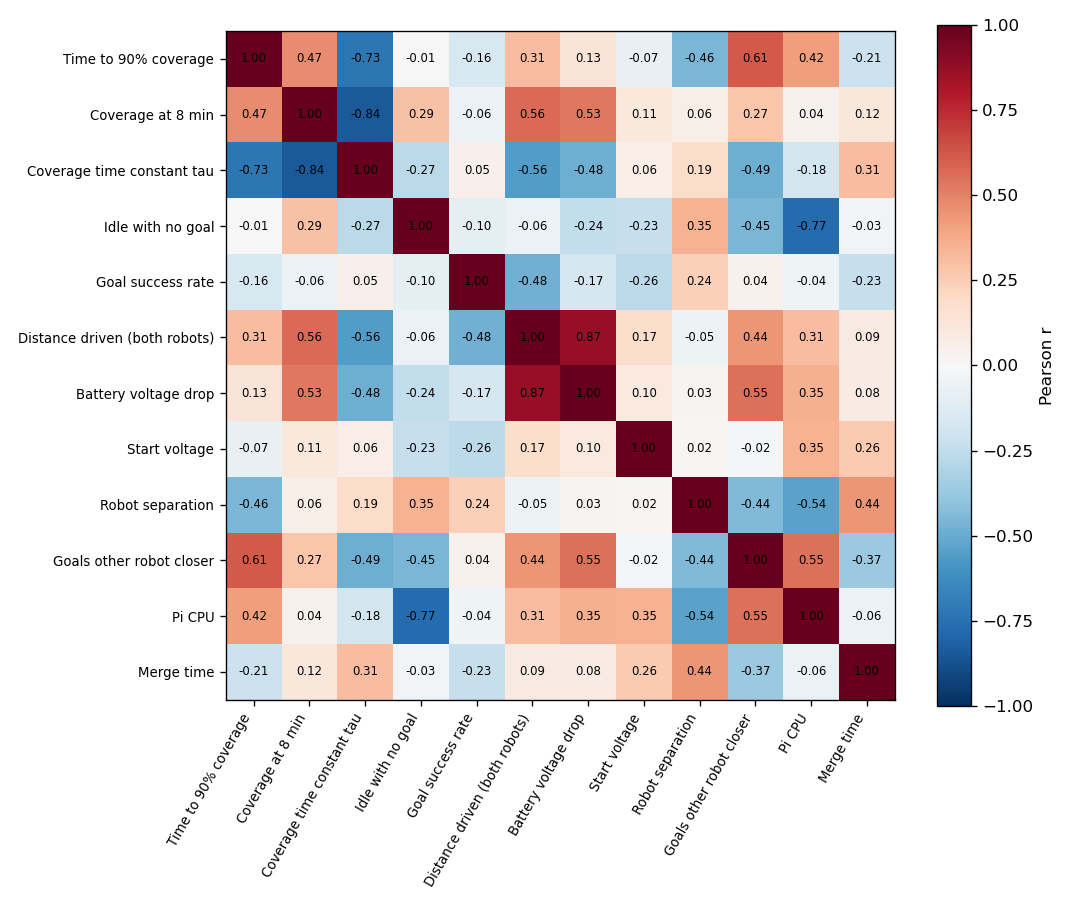 Time to 90% coverage 1.00 0.47 -0.73 -0.01 -0.16 0.31 0.13 -0.07 -0.46 0.61 0.42 -0.21
Coverage at 8 min 0.47 1.00 -0.84 0.29 -0.06 0.56 0.53 0.11 0.06 0.27 0.04 0.12
Coverage time constant tau -0.73 -0.84 1.00 -0.27 0.05 -0.56 -0.48 0.06 0.19 -0.49 -0.18 0.31
Idle with no goal -0.01 0.29 -0.27 1.00 -0.10 -0.06 -0.24 -0.23 0.35 -0.45 -0.77 -0.03
Goal success rate -0.16 -0.06 0.05 -0.10 1.00 -0.48 -0.17 -0.26 0.24 0.04 -0.04 -0.23
Distance driven (both robots) 0.31 0.56 -0.56 -0.06 -0.48 1.00 0.87 0.17 -0.05 0.44 0.31 0.09
Battery voltage drop 0.13 0.53 -0.48 -0.24 -0.17 0.87 1.00 0.10 0.03 0.55 0.35 0.08
Start voltage -0.07 0.11 0.06 -0.23 -0.26 0.17 0.10 1.00 0.02 -0.02 0.35 0.26
Robot separation -0.46 0.06 0.19 0.35 0.24 -0.05 0.03 0.02 1.00 -0.44 -0.54 0.44
Goals other robot closer 0.61 0.27 -0.49 -0.45 0.04 0.44 0.55 -0.02 -0.44 1.00 0.55 -0.37
Pi CPU 0.42 0.04 -0.18 -0.77 -0.04 0.31 0.35 0.35 -0.54 0.55 1.00 -0.06
Merge time -0.21 0.12 0.31 -0.03 -0.23 0.09 0.08 0.26 0.44 -0.37 -0.06 1.00
Time to 90% coverage
Coverage at 8 min
Coverage time constant tau
Idle with no goal
Goal success rate
Distance driven (both robots)
Battery voltage drop
Start voltage
Robot separation
Goals other robot closer
Pi CPU
Merge time
1.00
0.75
0.50
0.25
0.00
−0.25
−0.50
−0.75
−1.00
Pearson r